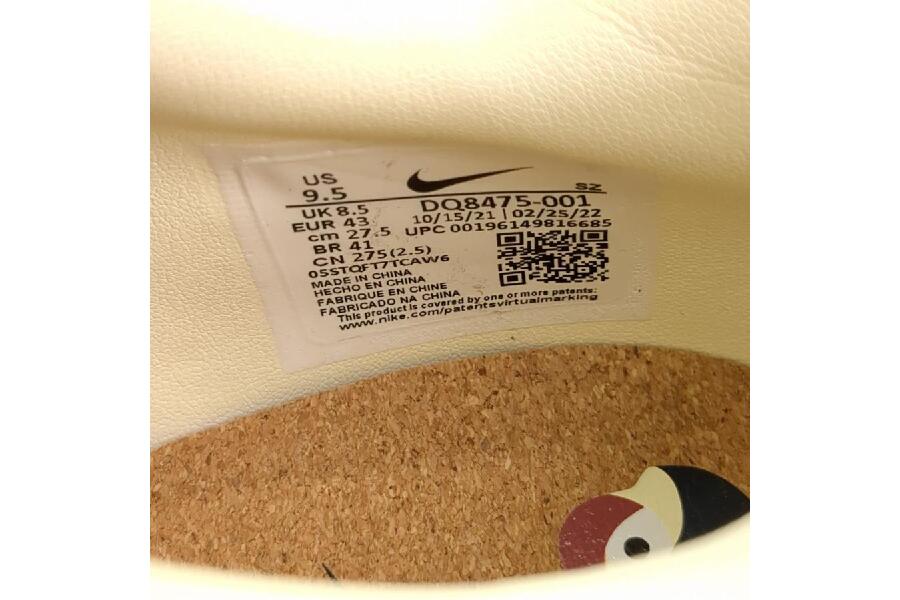 US
9.5
SZ
UK 8.5
DQ8475-001
EUR 43
10/15/21 | 02/25/22
cm 27.5
UPC 00196149816685
BR 41
CN 275(2.5)
05STQFT7TCAW6
MADE IN CHINA
HECHO EN CHINA
FABRIQUE EN CHINE
FABRICADO NA CHINA
This product is covered by one or more patents:
www.nike.com/patentsvirtualmarking